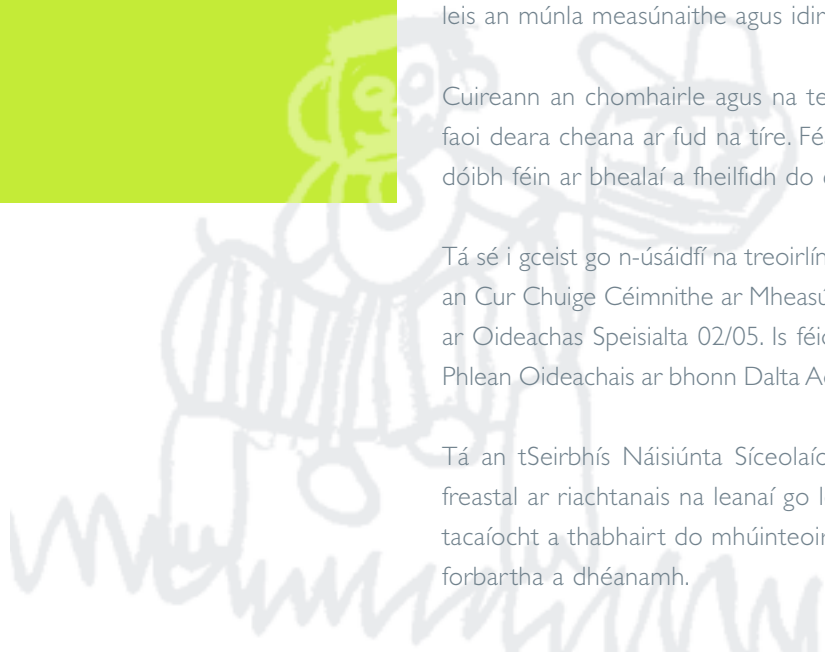 leis an múnla measúnaithe agus idir
Cuireann an chomhairle agus na te
faoi deara cheana ar fud na tíre. Fé
dóibh féin ar bhealaí a fheilfidh do
Tá sé i gceist go n-úsáidfí na treoirlín
an Cur Chuige Céimnithe ar Mheasú
ar Oideachas Speisialta 02/05. Is féid
Phlean Oideachais ar bhonn Dalta A
Tá an tSeirbhís Náisiúnta Síceolaío
freastal ar riachtanais na leanaí go l
tacaíocht a thabhairt do mhúinteoir
forbartha a dhéanamh.